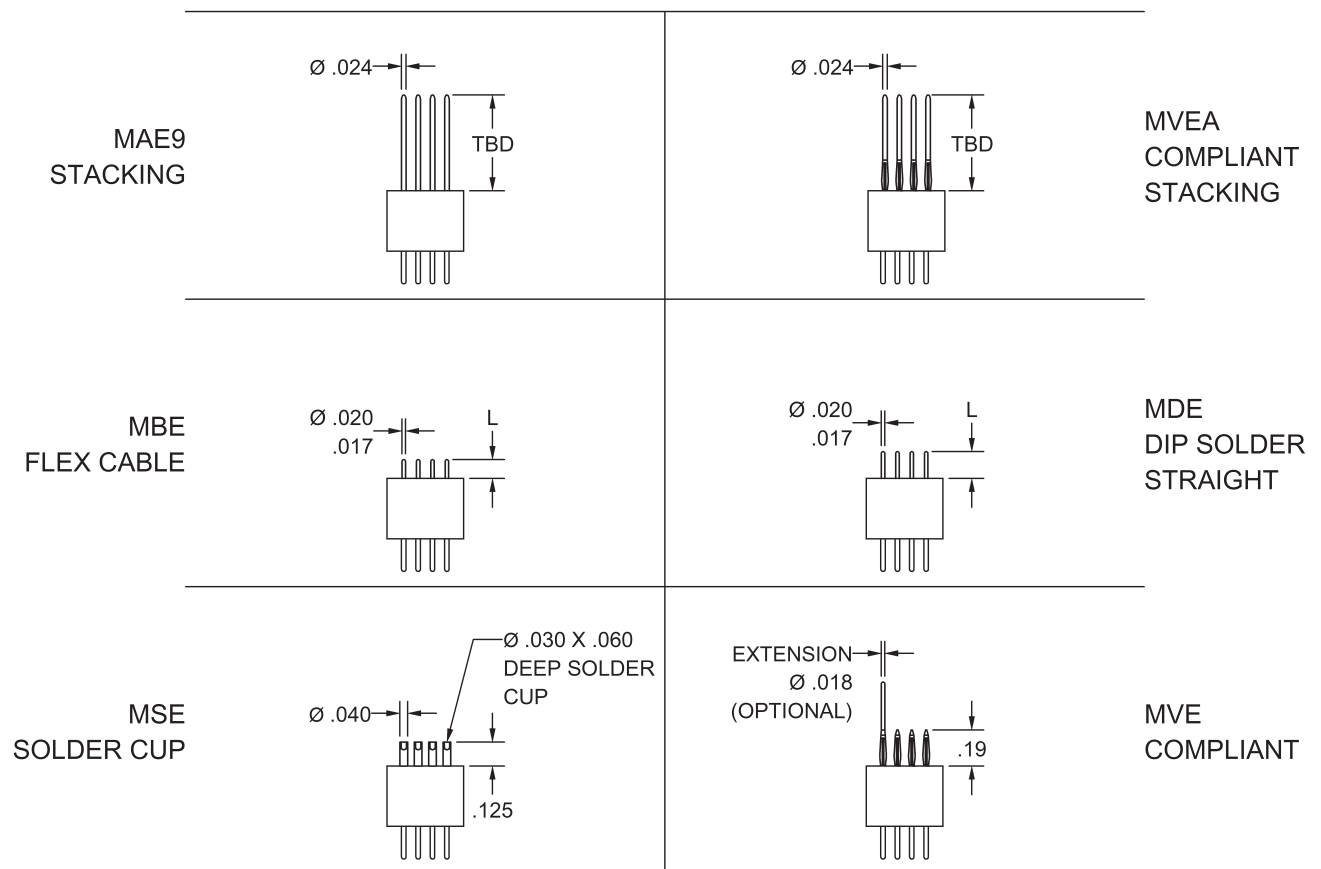 MAE9
STACKING
Ø .024
TBD
Ø .024
TBD
MVEA
COMPLIANT
STACKING
MBE
FLEX CABLE
Ø .020
.017
L
Ø .020
.017
L
MDE
DIP SOLDER
STRAIGHT
MSE
SOLDER CUP
Ø .040
Ø .030 X .060
DEEP SOLDER
CUP
.125
EXTENSION
Ø .018
(OPTIONAL)
.19
MVE
COMPLIANT